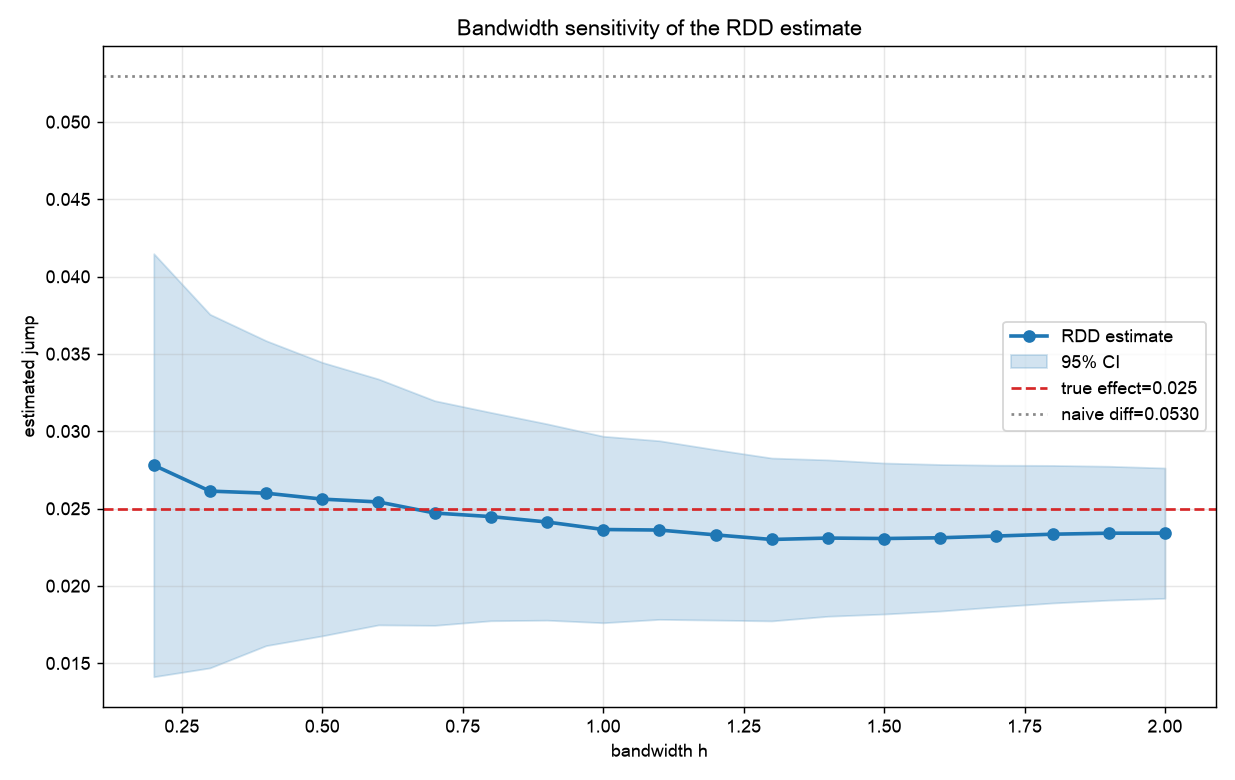 Bandwidth sensitivity of the RDD estimate
0.050
0.045
0.040
0.035
0.030
0.025
0.020
0.015
estimated jump
RDD estimate
95% CI
true effect=0.025
naive diff=0.0530
0.25 0.50 0.75 1.00 1.25 1.50 1.75 2.00
bandwidth h